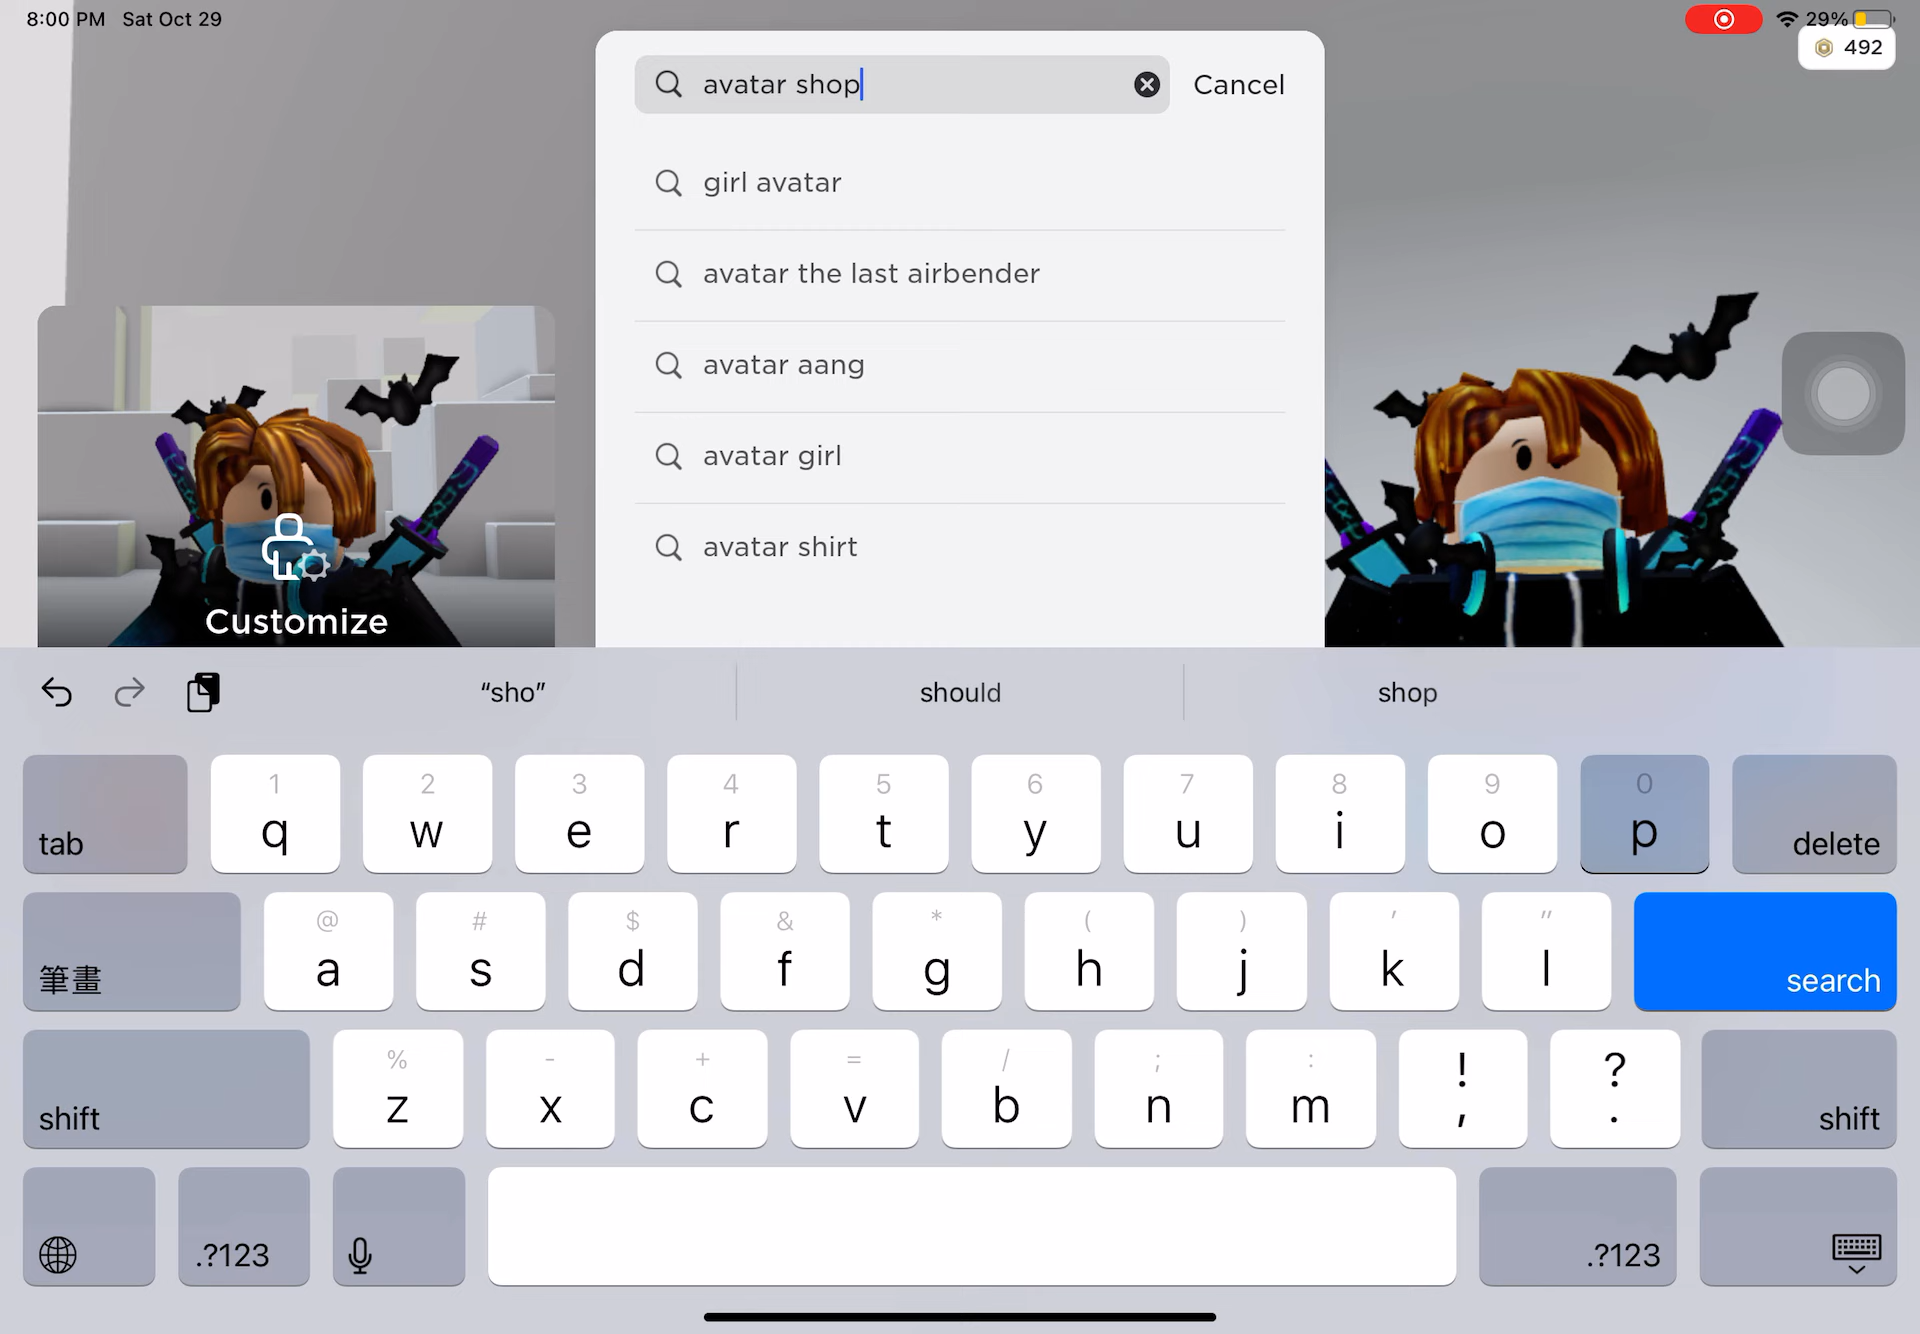 8:00 PM Sat Oct 29
29%
492
avatar shop
Cancel
girl avatar
avatar the last airbender
avatar aang
avatar girl
avatar shirt
Customize
“sho”
should
shop
1 2 3 4 5 6 7 8 9 0
tab q w e r t y u i o p delete
@ # $ & * ( ) ' "
筆畫 a s d f g h j k l search
% - + = / ; : ! ?
shift z x c v b n m , . shift
.?123 .?123